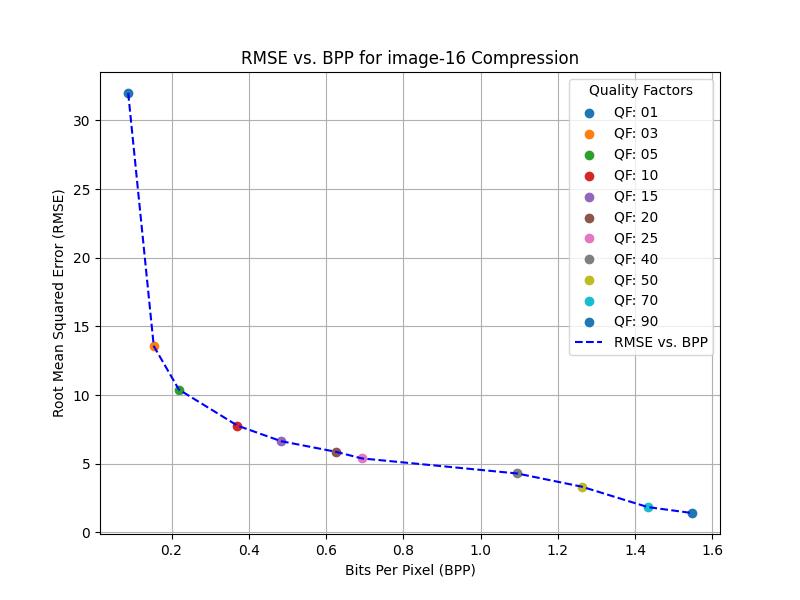 RMSE vs. BPP for image-16 Compression
Root Mean Squared Error (RMSE)
30
25
20
15
10
5
0
0.2 0.4 0.6 0.8 1.0 1.2 1.4 1.6
Bits Per Pixel (BPP)
Quality Factors
QF: 01
QF: 03
QF: 05
QF: 10
QF: 15
QF: 20
QF: 25
QF: 40
QF: 50
QF: 70
QF: 90
RMSE vs. BPP